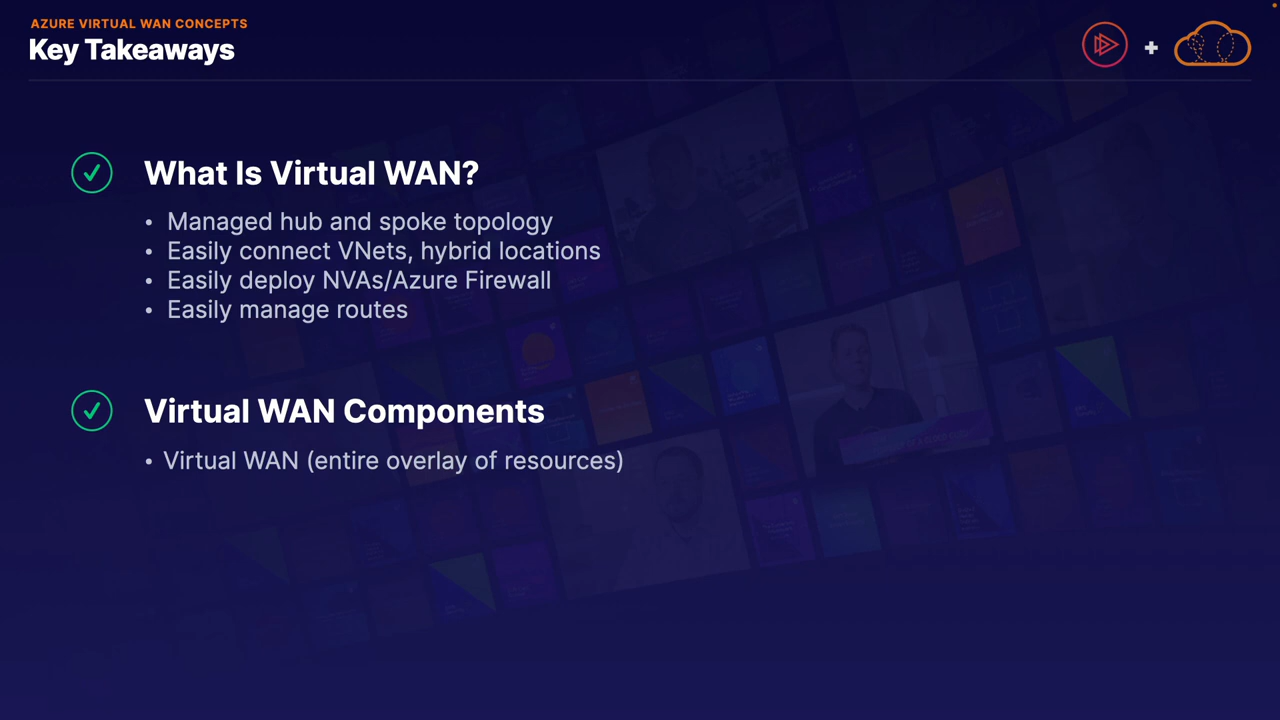 AZURE VIRTUAL WAN CONCEPTS
Key Takeaways
What Is Virtual WAN?
• Managed hub and spoke topology
• Easily connect VNets, hybrid locations
• Easily deploy NVAs/Azure Firewall
• Easily manage routes
Virtual WAN Components
• Virtual WAN (entire overlay of resources)